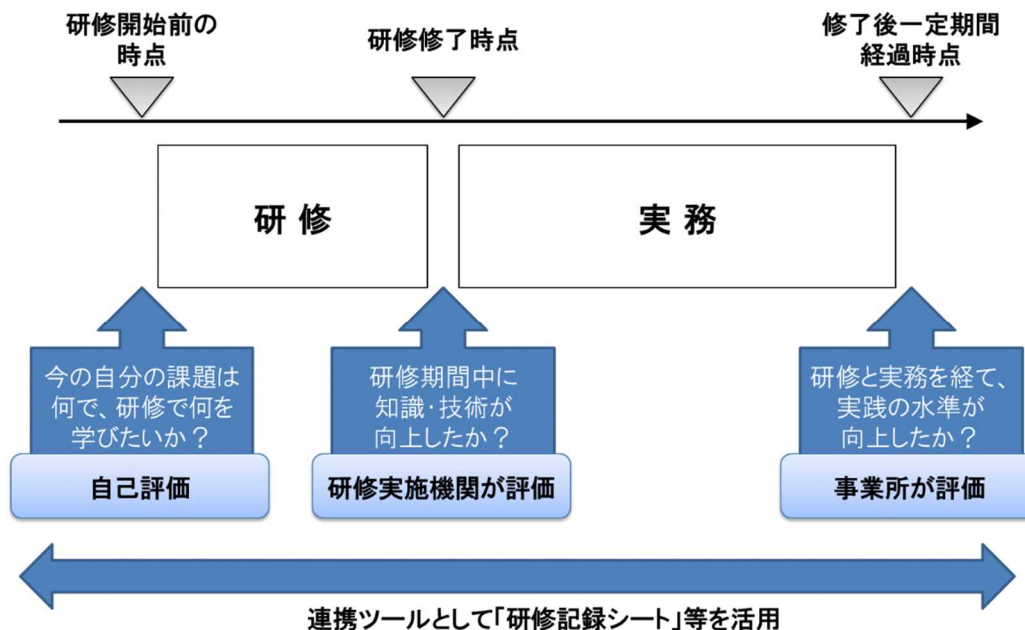 研修開始前の
時点
研修修了時点
修了後一定期間
経過時点
研修
実務
今の自分の課題は
何で、研修で何を
学びたいか？
自己評価
研修期間中に
知識・技術が
向上したか？
研修実施機関が評価
研修と実務を経て、
実践の水準が
向上したか？
事業所が評価
連携ツールとして「研修記録シート」等を活用